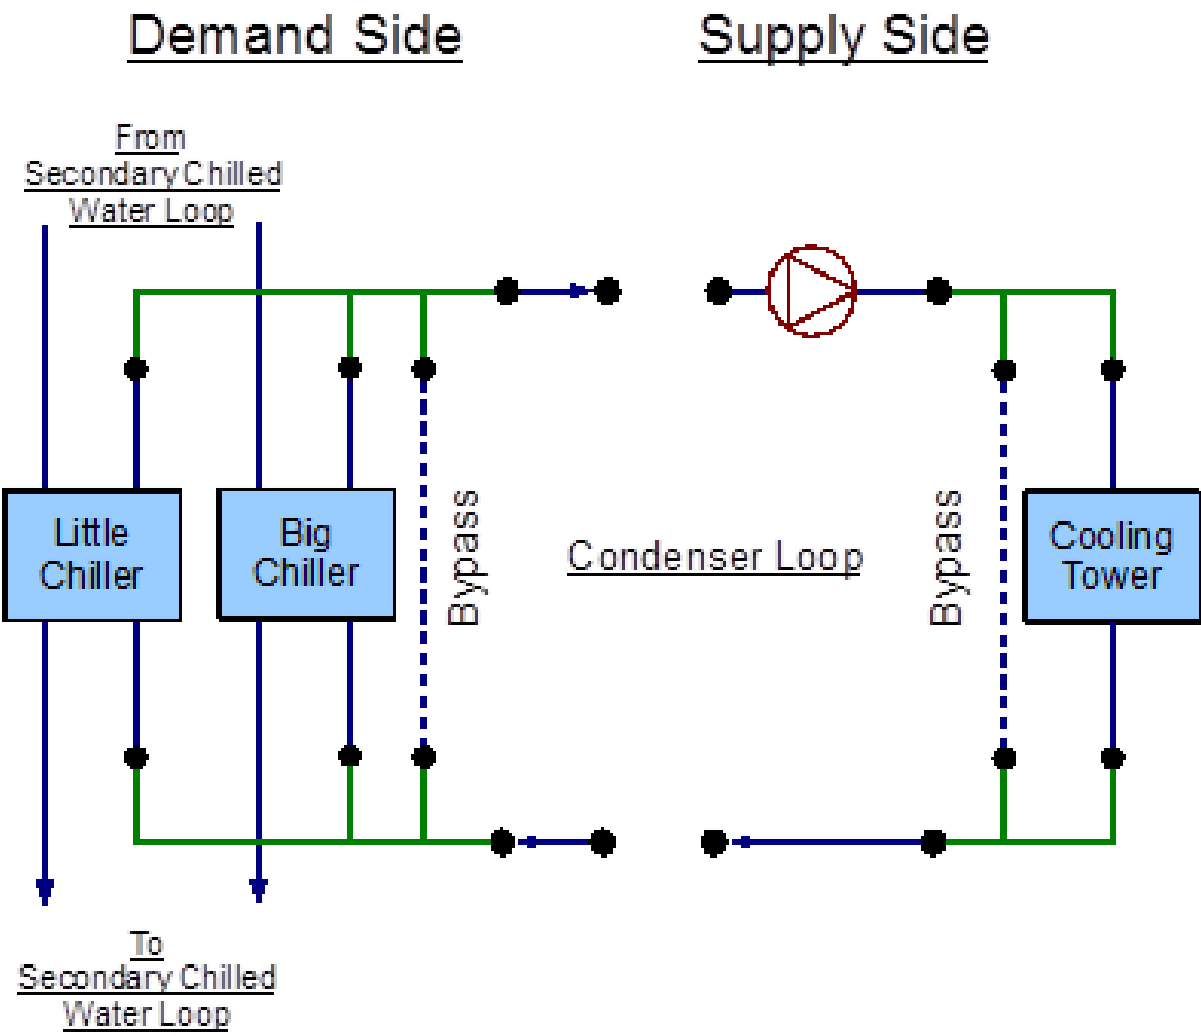 Demand Side
Supply Side
From
Secondary Chilled
Water Loop
Little
Chiller
Big
Chiller
Bypass
Condenser Loop
Bypass
Cooling
Tower
To
Secondary Chilled
Water Loop